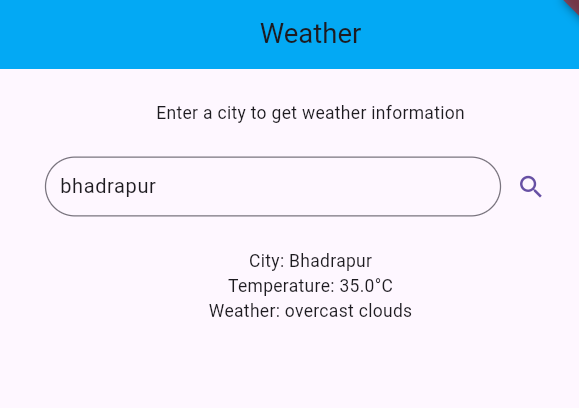 Weather
Enter a city to get weather information
bhadrapur
City: Bhadrapur
Temperature: 35.0°C
Weather: overcast clouds